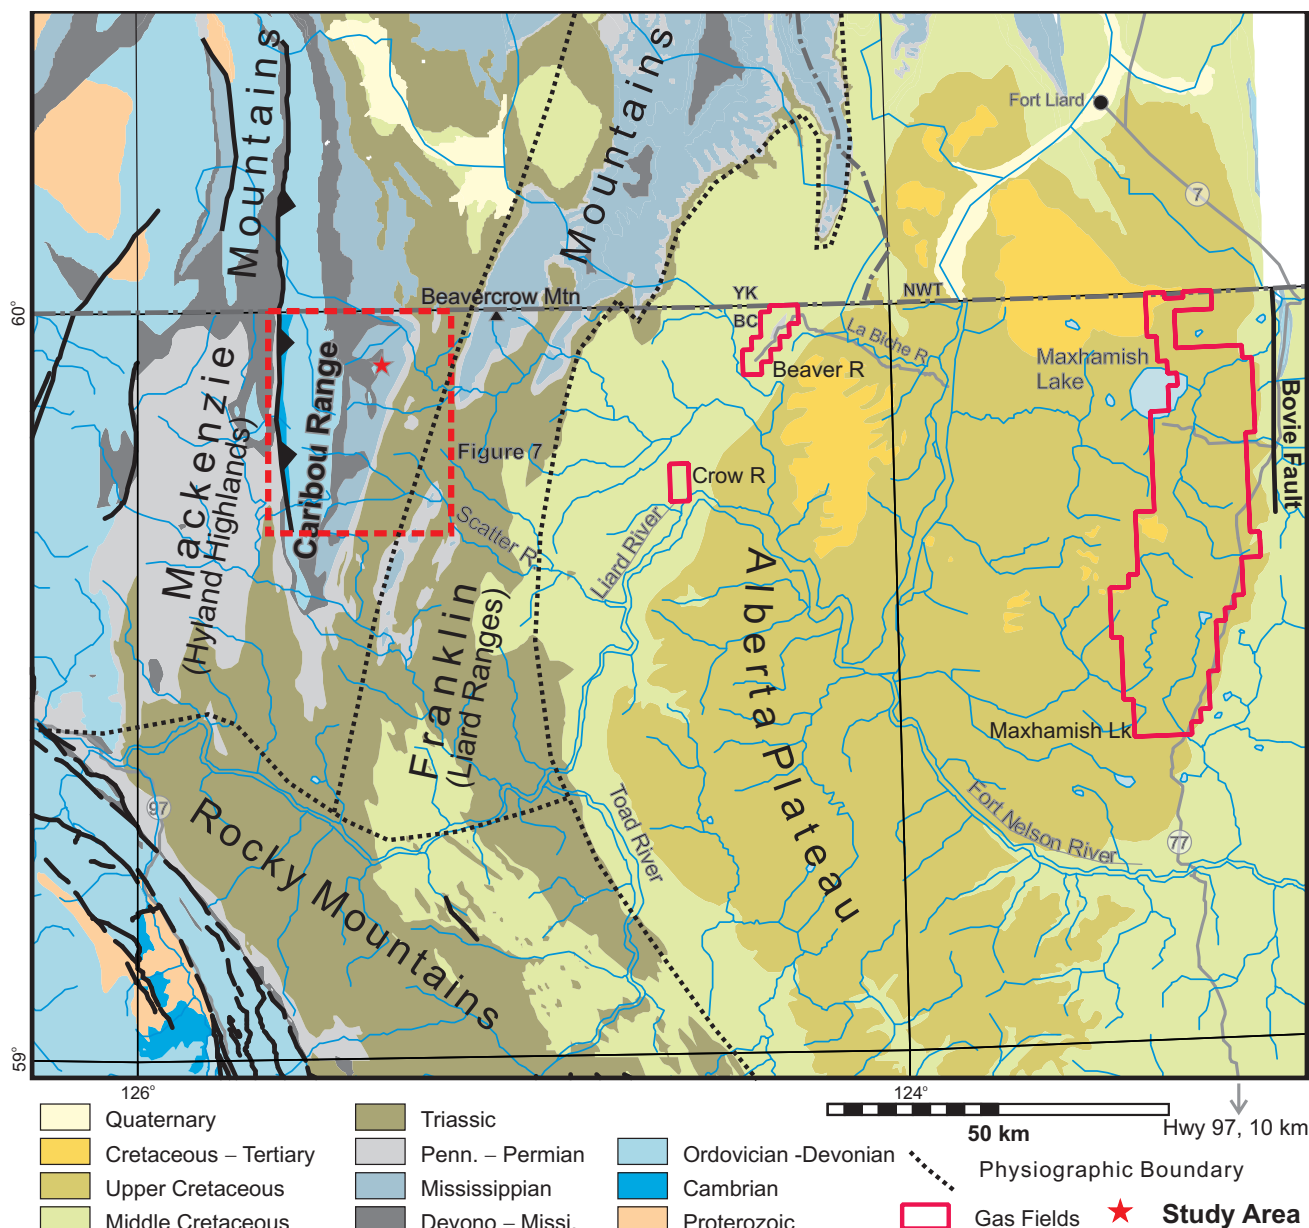 Mountains
Mountains
Fort Liard
7
60°
Beavercrow Mtn
YK
NWT
BC
La Biche R
Beaver R
Maxhamish
Lake
Bovie Fault
Mackenzie
(Hyland Highlands)
Caribou Range
Figure 7
Crow R
Scatter R.
Liard River
Franklin
(Liard Ranges)
Alberta Plateau
Maxhamish Lk
97
Rocky Mountains
Toad River
Fort Nelson River
77
59°
126°
124°
Quaternary
Cretaceous – Tertiary
Upper Cretaceous
Middle Cretaceous
Triassic
Penn. – Permian
Mississippian
Devono – Missi.
Ordovician -Devonian
Cambrian
Proterozoic
50 km
Hwy 97, 10 km
Physiographic Boundary
Gas Fields
Study Area